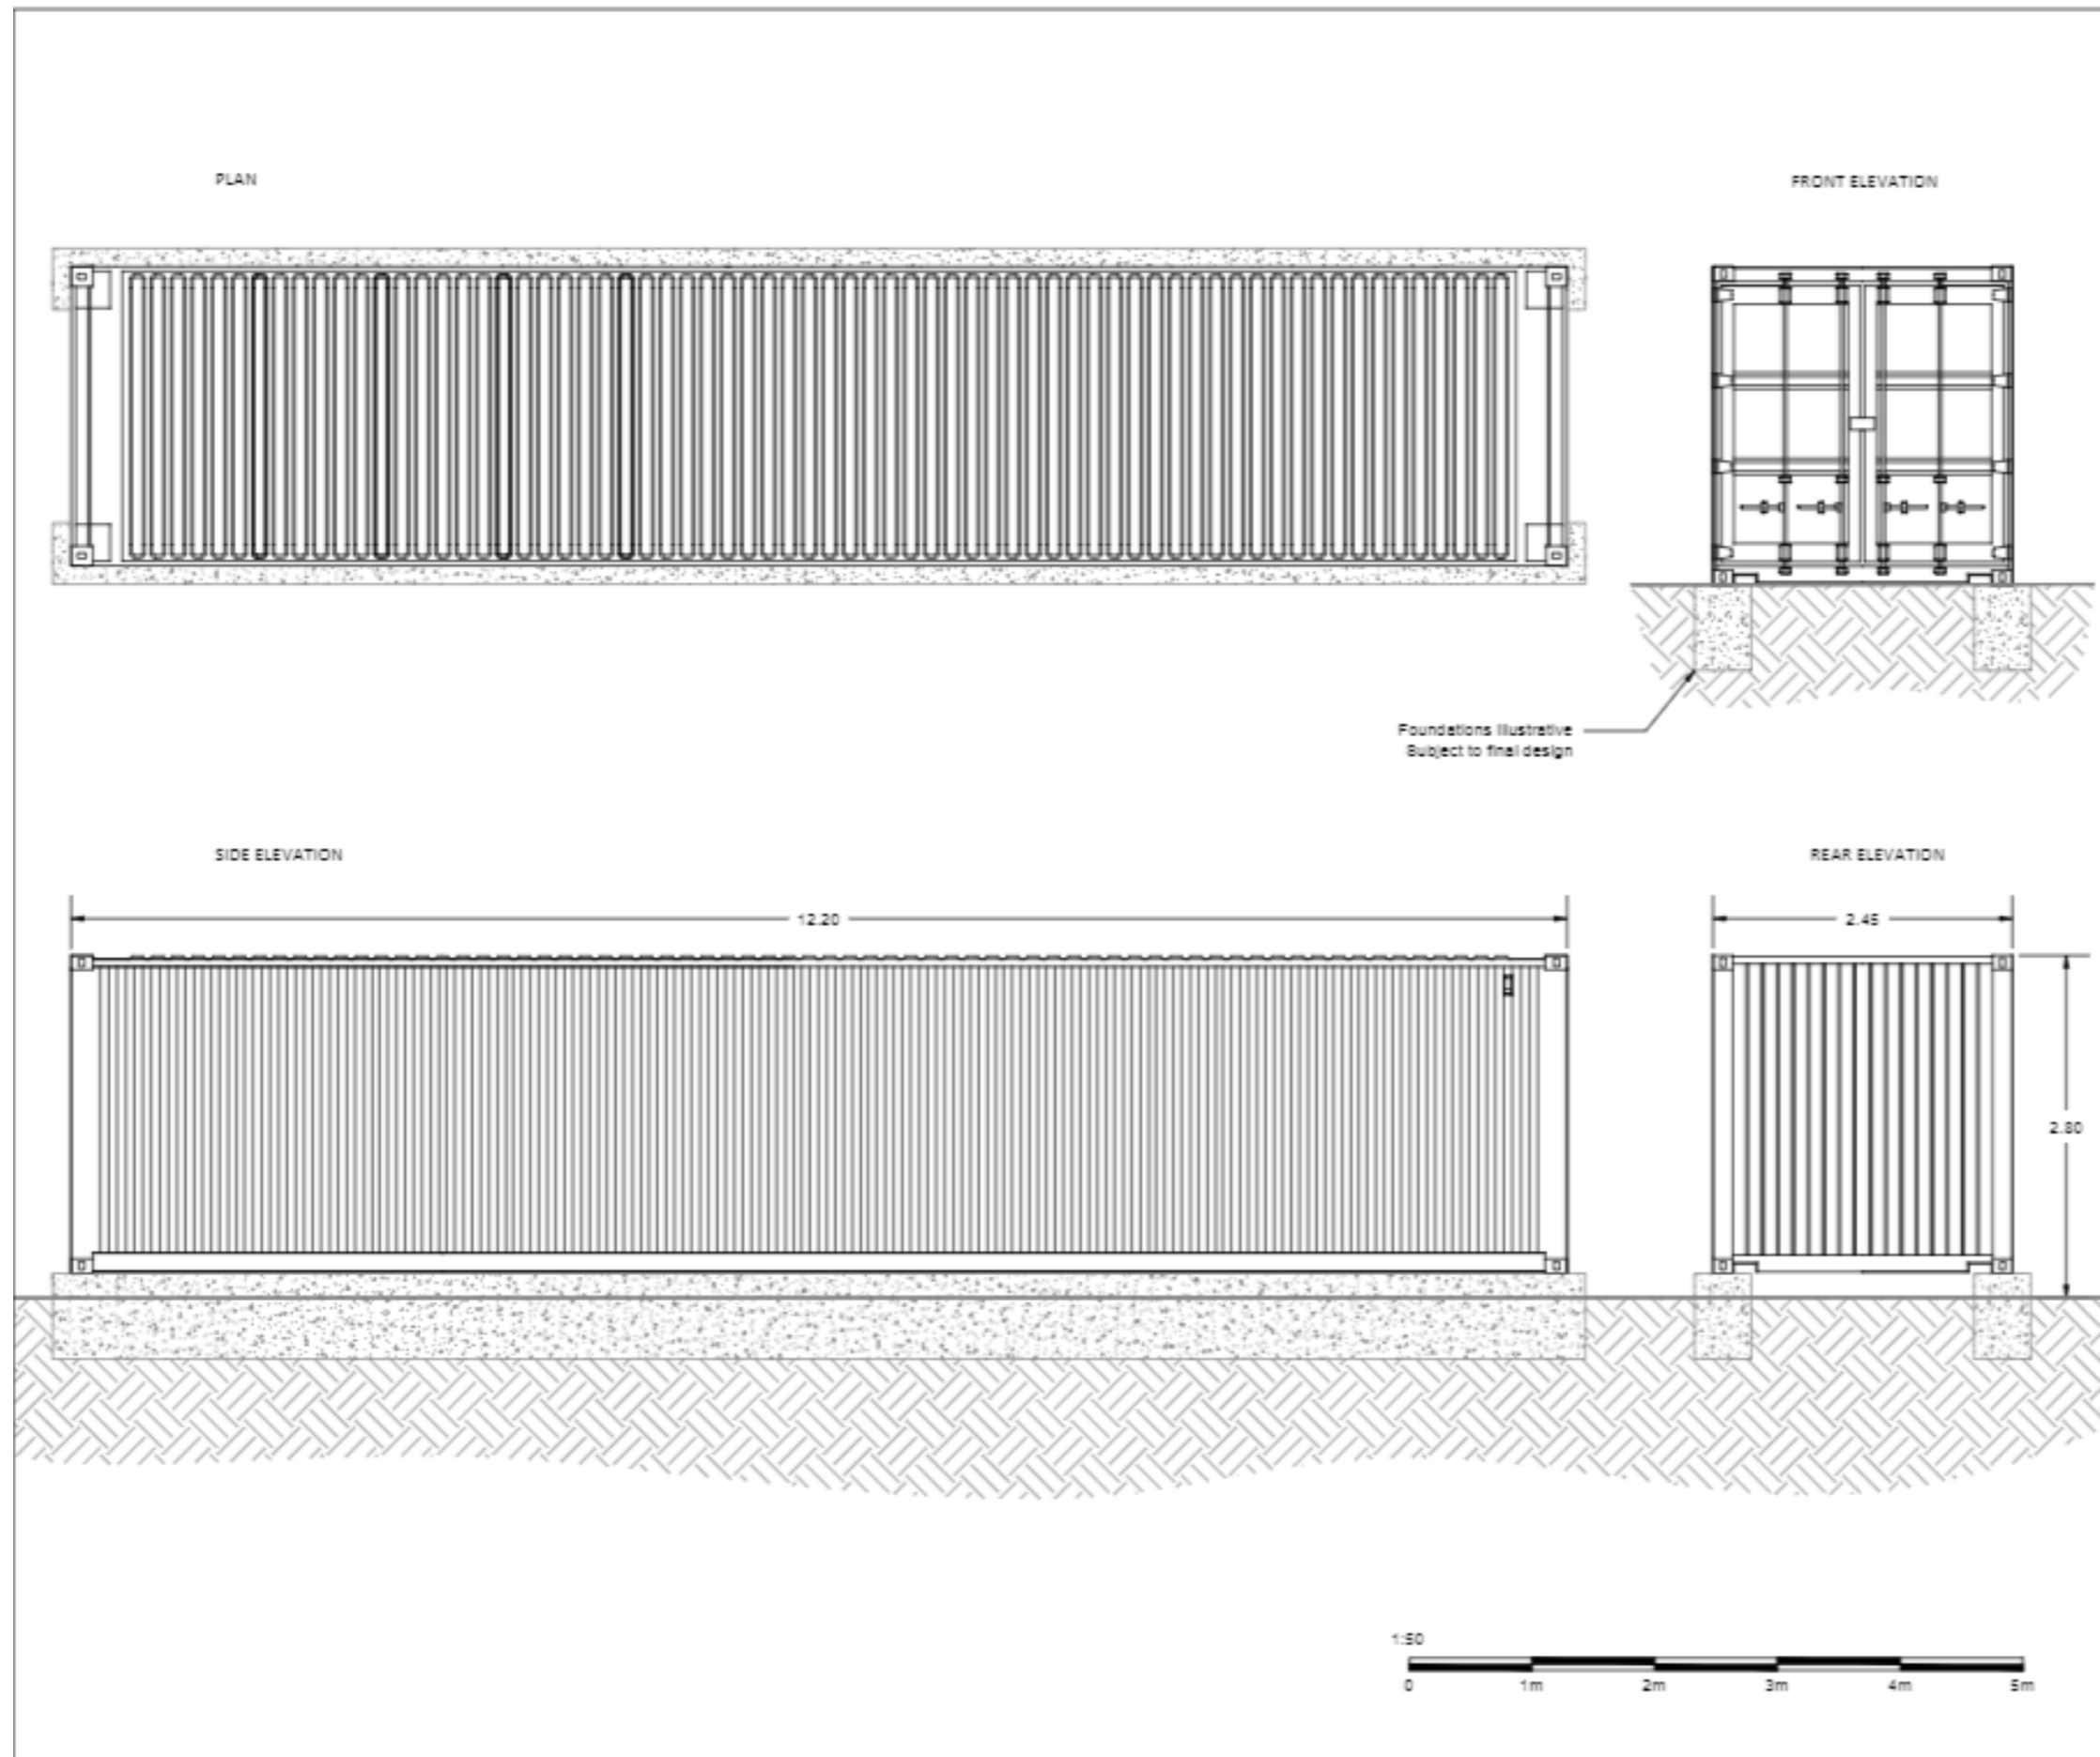 PLAN
FRONT ELEVATION
Foundations Illustrative
Subject to final design
SIDE ELEVATION
REAR ELEVATION
12.20
2.45
2.80
1:50
0 1m 2m 3m 4m 5m